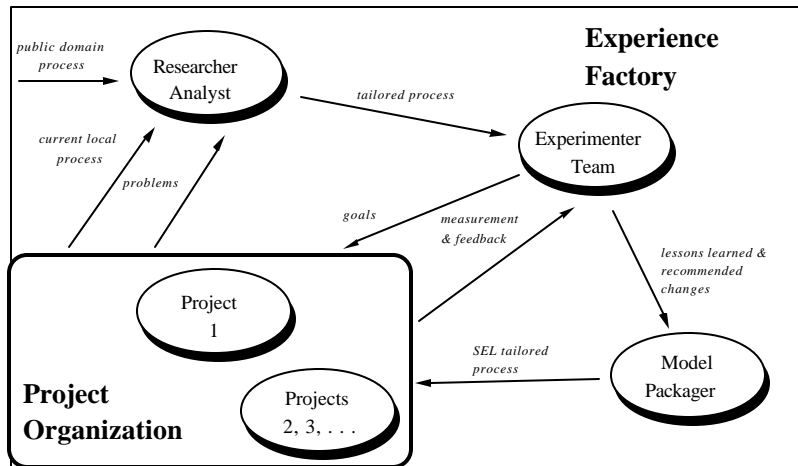 public domain
process
Researcher
Analyst
Experience
Factory
tailored process
current local
process
problems
Experimenter
Team
goals
measurement
& feedback
lessons learned &
recommended
changes
Project
1
SEL tailored
process
Model
Packager
Project
Organization
Projects
2, 3, . . .